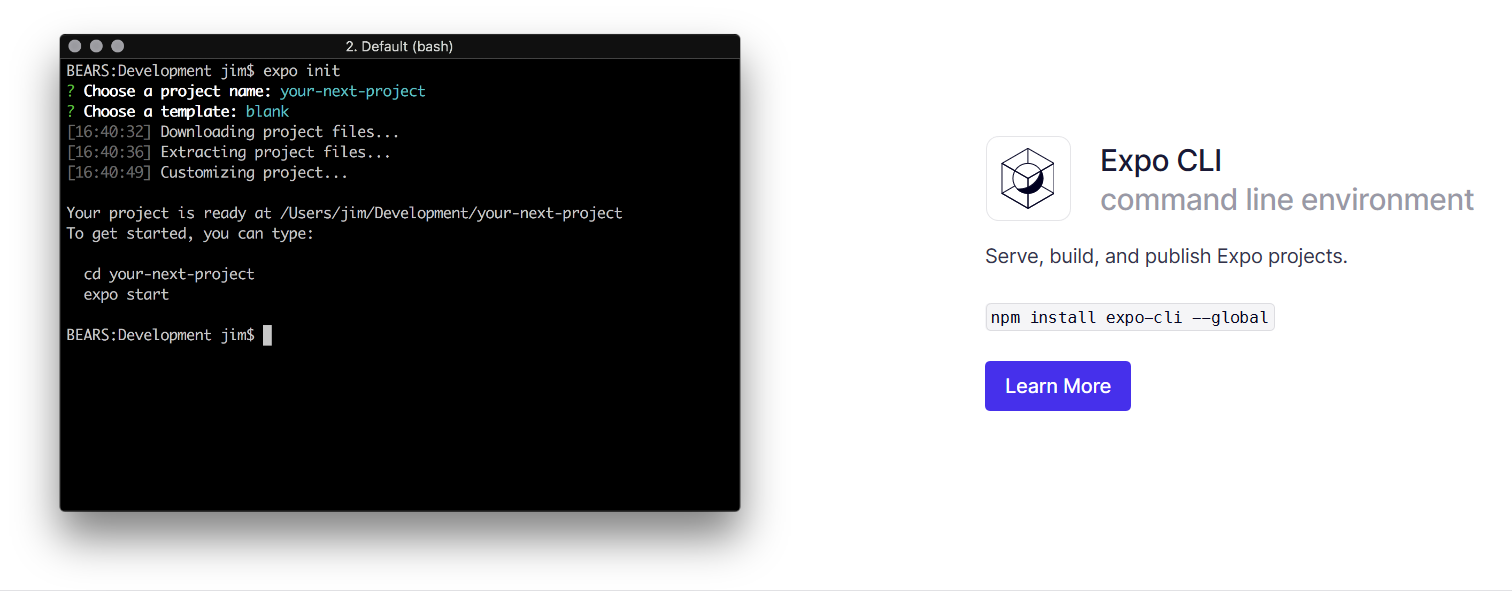 2. Default (bash)
BEARS:Development jim$ expo init
? Choose a project name: your-next-project
? Choose a template: blank
[16:40:32] Downloading project files...
[16:40:36] Extracting project files...
[16:40:49] Customizing project...
Your project is ready at /Users/jim/Development/your-next-project
To get started, you can type:
cd your-next-project
expo start
BEARS:Development jim$
Expo CLI
command line environment
Serve, build, and publish Expo projects.
npm install expo-cli --global
Learn More